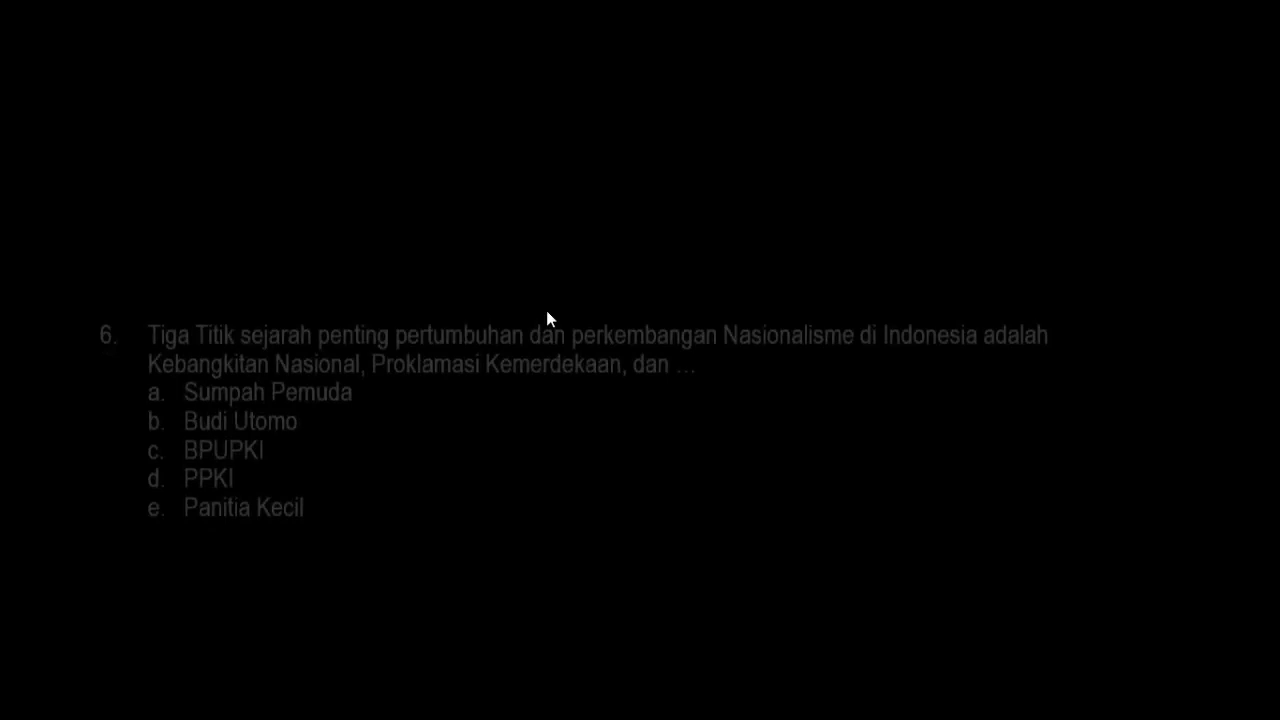 6. Tiga Titik sejarah penting pertumbuhan dan perkembangan Nasionalisme di Indonesia adalah
Kebangkitan Nasional, Proklamasi Kemerdekaan, dan ...
a. Sumpah Pemuda
b. Budi Utomo
c. BPUPKI
d. PPKI
e. Panitia Kecil